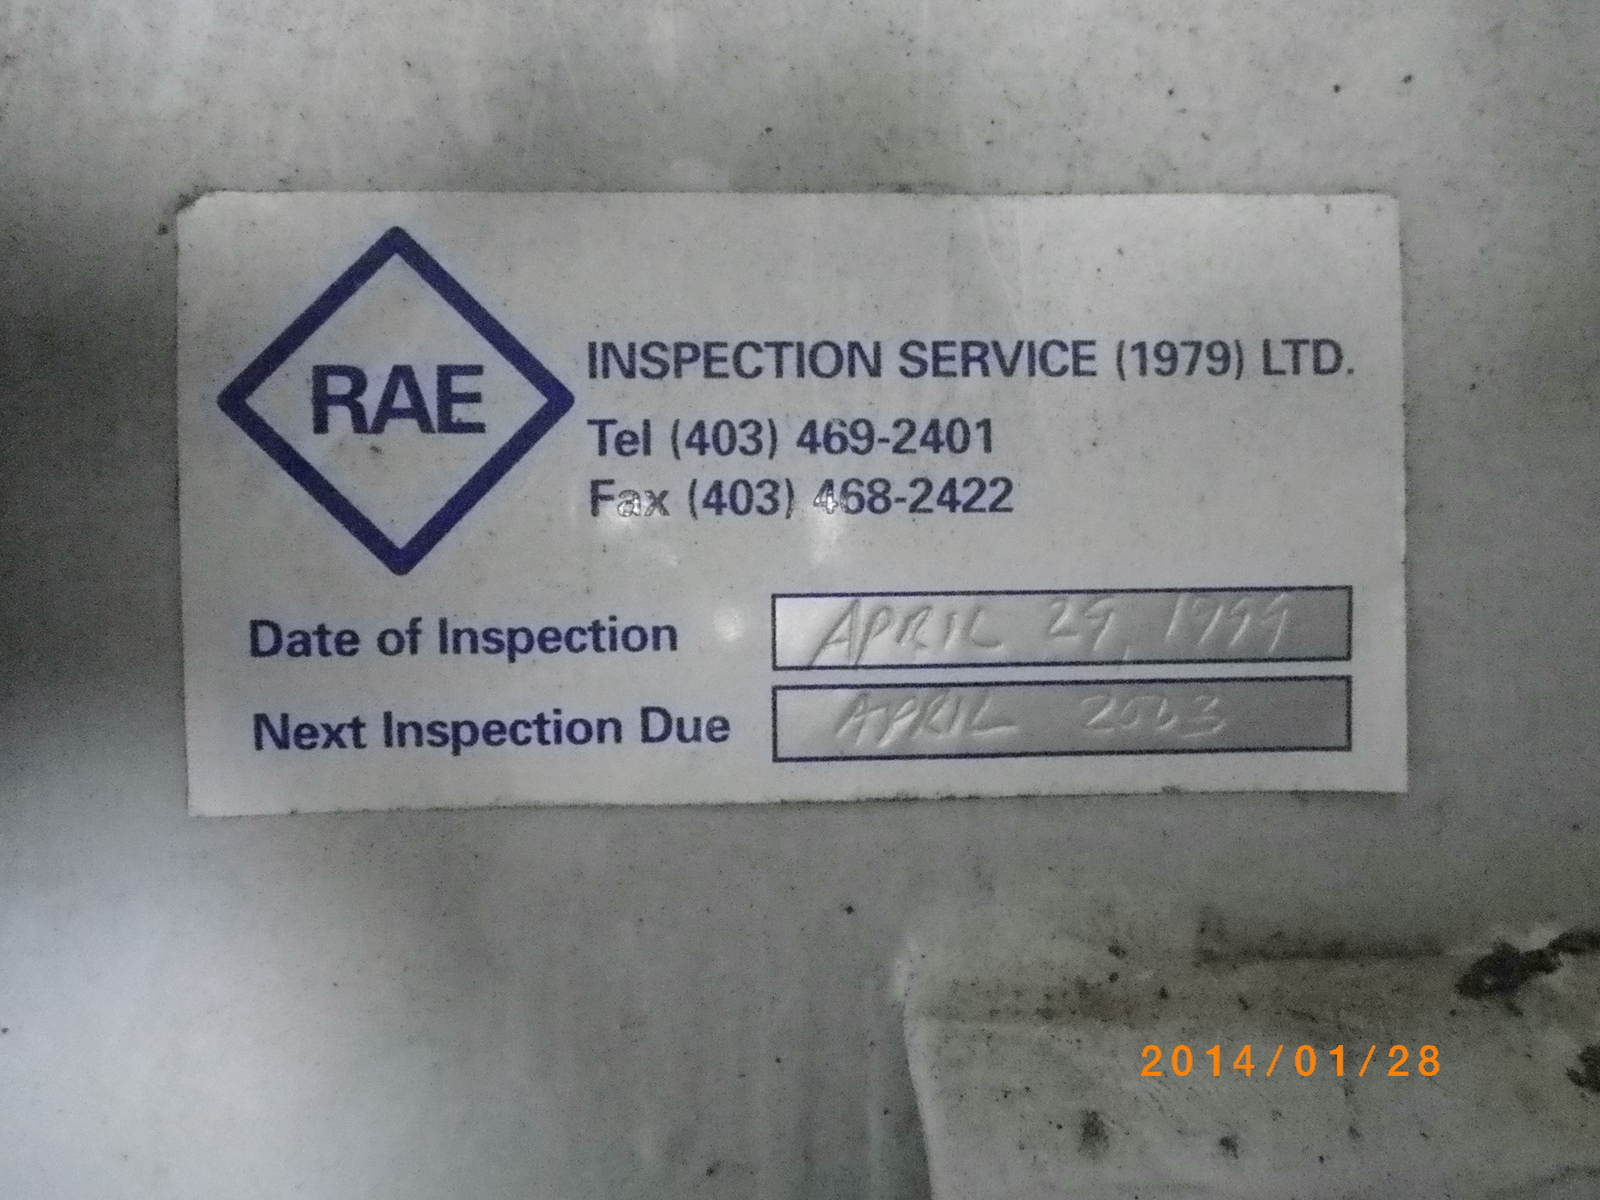 RAE
INSPECTION SERVICE (1979) LTD.
Tel (403) 469-2401
Fax (403) 468-2422
Date of Inspection APRIL 29, 1999
Next Inspection Due APRIL 2003
2014/01/28